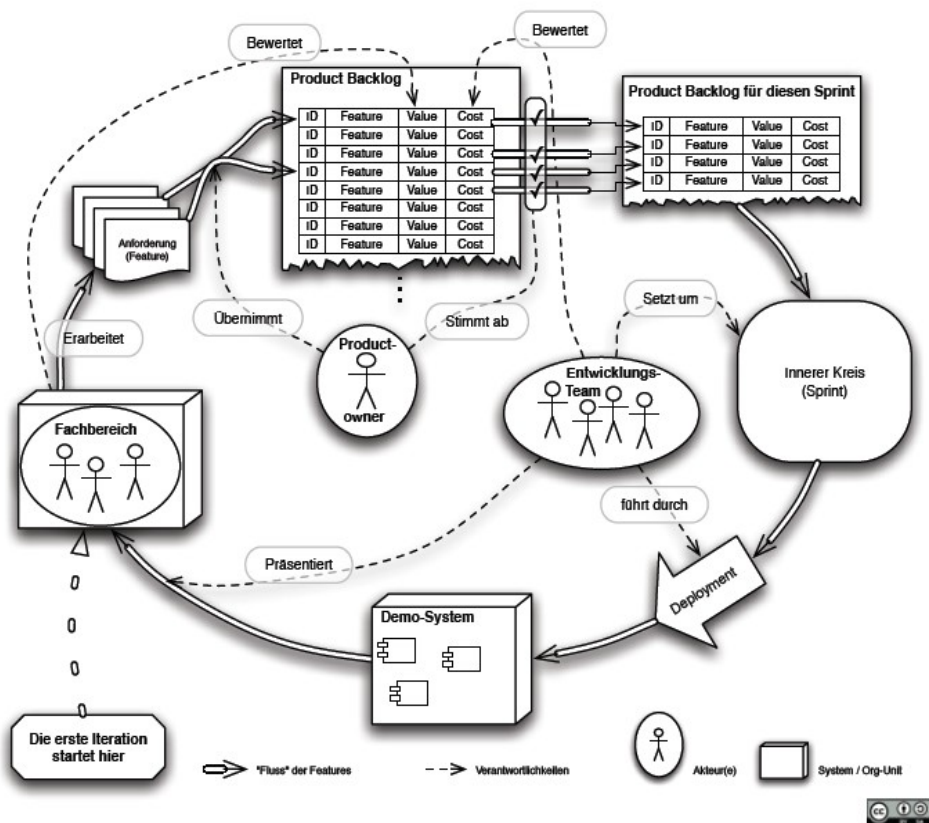 Bewertet
Bewertet
Product Backlog
ID Feature Value Cost
ID Feature Value Cost
ID Feature Value Cost
ID Feature Value Cost
ID Feature Value Cost
ID Feature Value Cost
ID Feature Value Cost
ID Feature Value Cost
Product Backlog für diesen Sprint
ID Feature Value Cost
ID Feature Value Cost
ID Feature Value Cost
ID Feature Value Cost
Anforderung
(Feature)
Erarbeitet
Übernimmt
Stimmt ab
Setzt um
Product-
owner
Entwicklungs-
Team
Innerer Kreis
(Sprint)
Fachbereich
führt durch
Präsentiert
Deployment
Demo-System
Die erste Iteration
startet hier
"Fluss" der Features
Verantwortlichkeiten
Akteur(e)
System / Org-Unit
cc